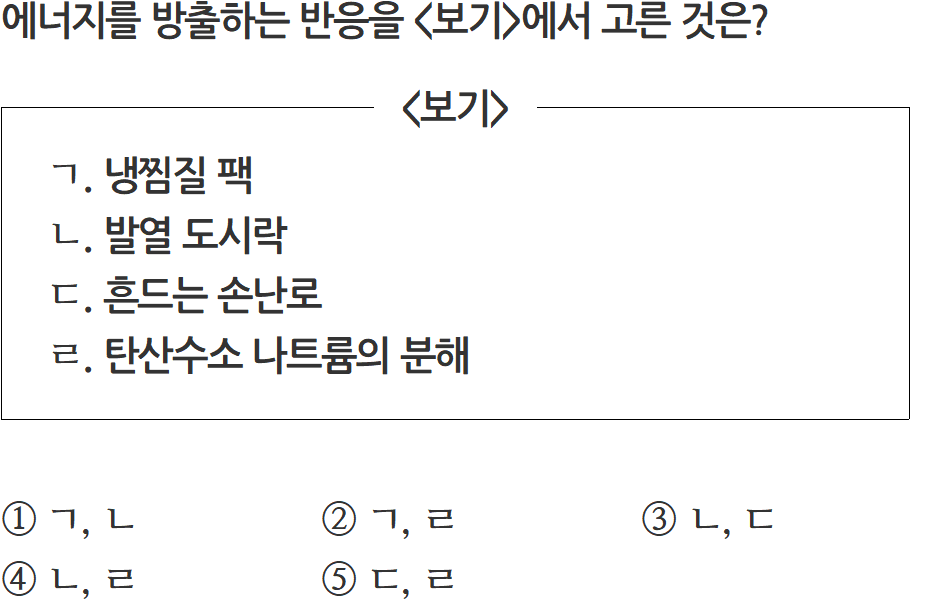 에너지를 방출하는 반응을 <보기>에서 고른 것은?
<보기>
ㄱ. 냉찜질 팩
ㄴ. 발열 도시락
ㄷ. 흔드는 손난로
ㄹ. 탄산수소 나트륨의 분해
① ㄱ, ㄴ ② ㄱ, ㄹ ③ ㄴ, ㄷ
④ ㄴ, ㄹ ⑤ ㄷ, ㄹ